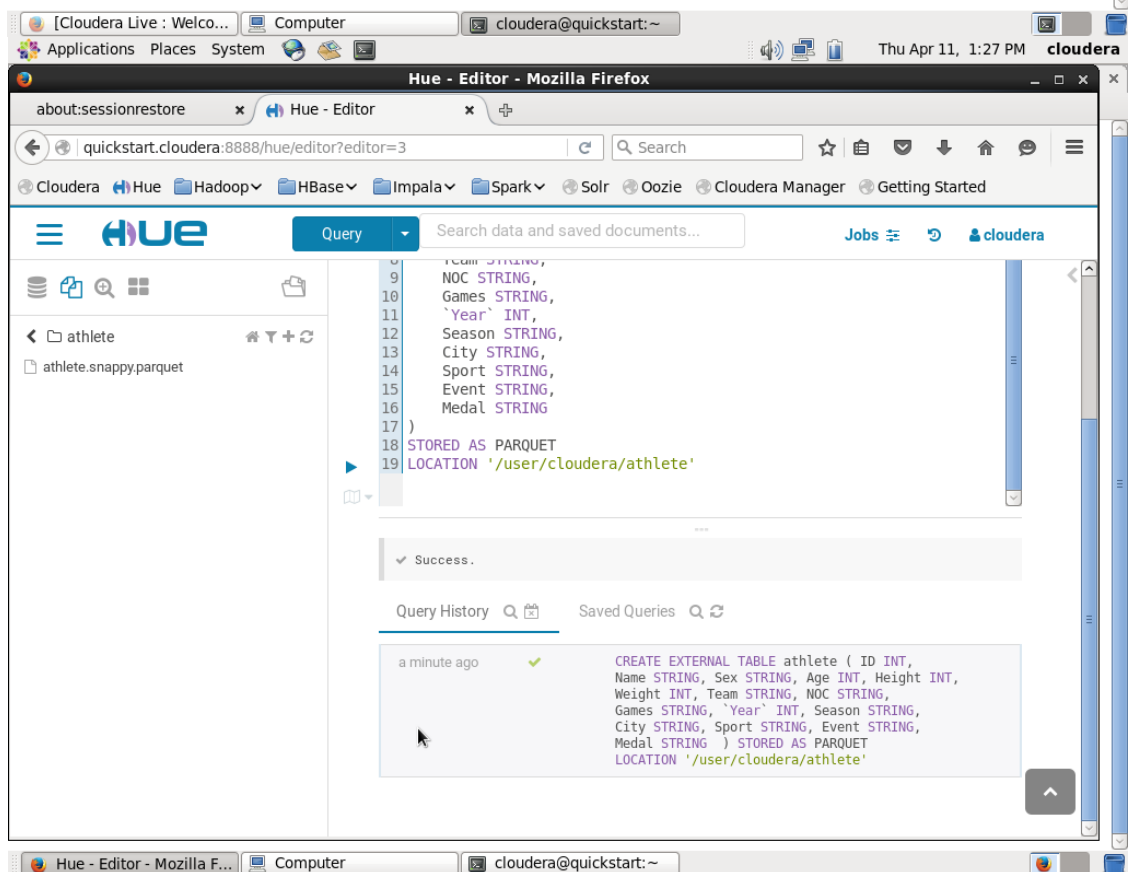 [Cloudera Live : Welco... Computer cloudera@quickstart:~
Applications Places System Thu Apr 11, 1:27 PM cloudera
Hue - Editor - Mozilla Firefox
about:sessionrestore Hue - Editor
quickstart.cloudera:8888/hue/editor?editor=3 Search
Cloudera Hue Hadoop HBase Impala Spark Solr Oozie Cloudera Manager Getting Started
HUE Query Search data and saved documents... Jobs cloudera
8 Team STRING,
9 NOC STRING,
10 Games STRING,
11 `Year` INT,
12 Season STRING,
13 City STRING,
14 Sport STRING,
15 Event STRING,
16 Medal STRING
17 )
18 STORED AS PARQUET
19 LOCATION '/user/cloudera/athlete'
athlete
athlete.snappy.parquet
Success.
Query History Saved Queries
a minute ago
CREATE EXTERNAL TABLE athlete ( ID INT,
Name STRING, Sex STRING, Age INT, Height INT,
Weight INT, Team STRING, NOC STRING,
Games STRING, `Year` INT, Season STRING,
City STRING, Sport STRING, Event STRING,
Medal STRING ) STORED AS PARQUET
LOCATION '/user/cloudera/athlete'
Hue - Editor - Mozilla F... Computer cloudera@quickstart:~